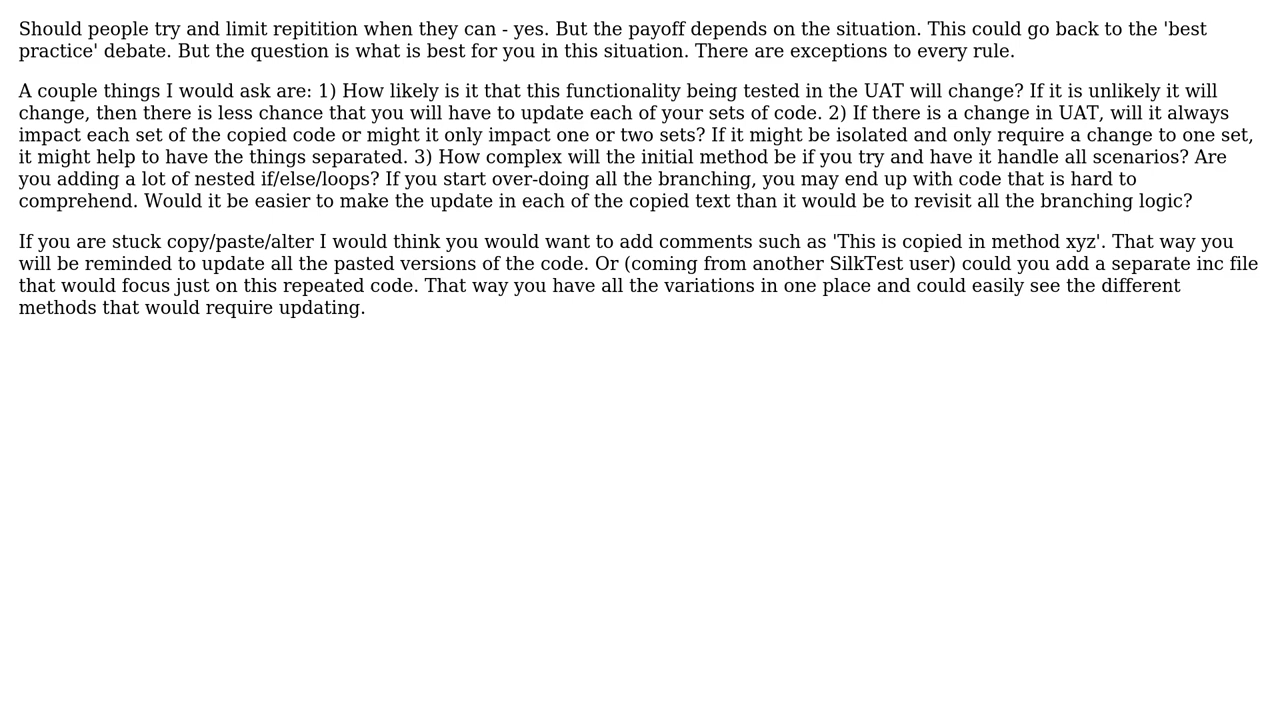 Should people try and limit repitition when they can - yes. But the payoff depends on the situation. This could go back to the 'best
practice' debate. But the question is what is best for you in this situation. There are exceptions to every rule.
A couple things I would ask are: 1) How likely is it that this functionality being tested in the UAT will change? If it is unlikely it will
change, then there is less chance that you will have to update each of your sets of code. 2) If there is a change in UAT, will it always
impact each set of the copied code or might it only impact one or two sets? If it might be isolated and only require a change to one set,
it might help to have the things separated. 3) How complex will the initial method be if you try and have it handle all scenarios? Are
you adding a lot of nested if/else/loops? If you start over-doing all the branching, you may end up with code that is hard to
comprehend. Would it be easier to make the update in each of the copied text than it would be to revisit all the branching logic?
If you are stuck copy/paste/alter I would think you would want to add comments such as 'This is copied in method xyz'. That way you
will be reminded to update all the pasted versions of the code. Or (coming from another SilkTest user) could you add a separate inc file
that would focus just on this repeated code. That way you have all the variations in one place and could easily see the different
methods that would require updating.